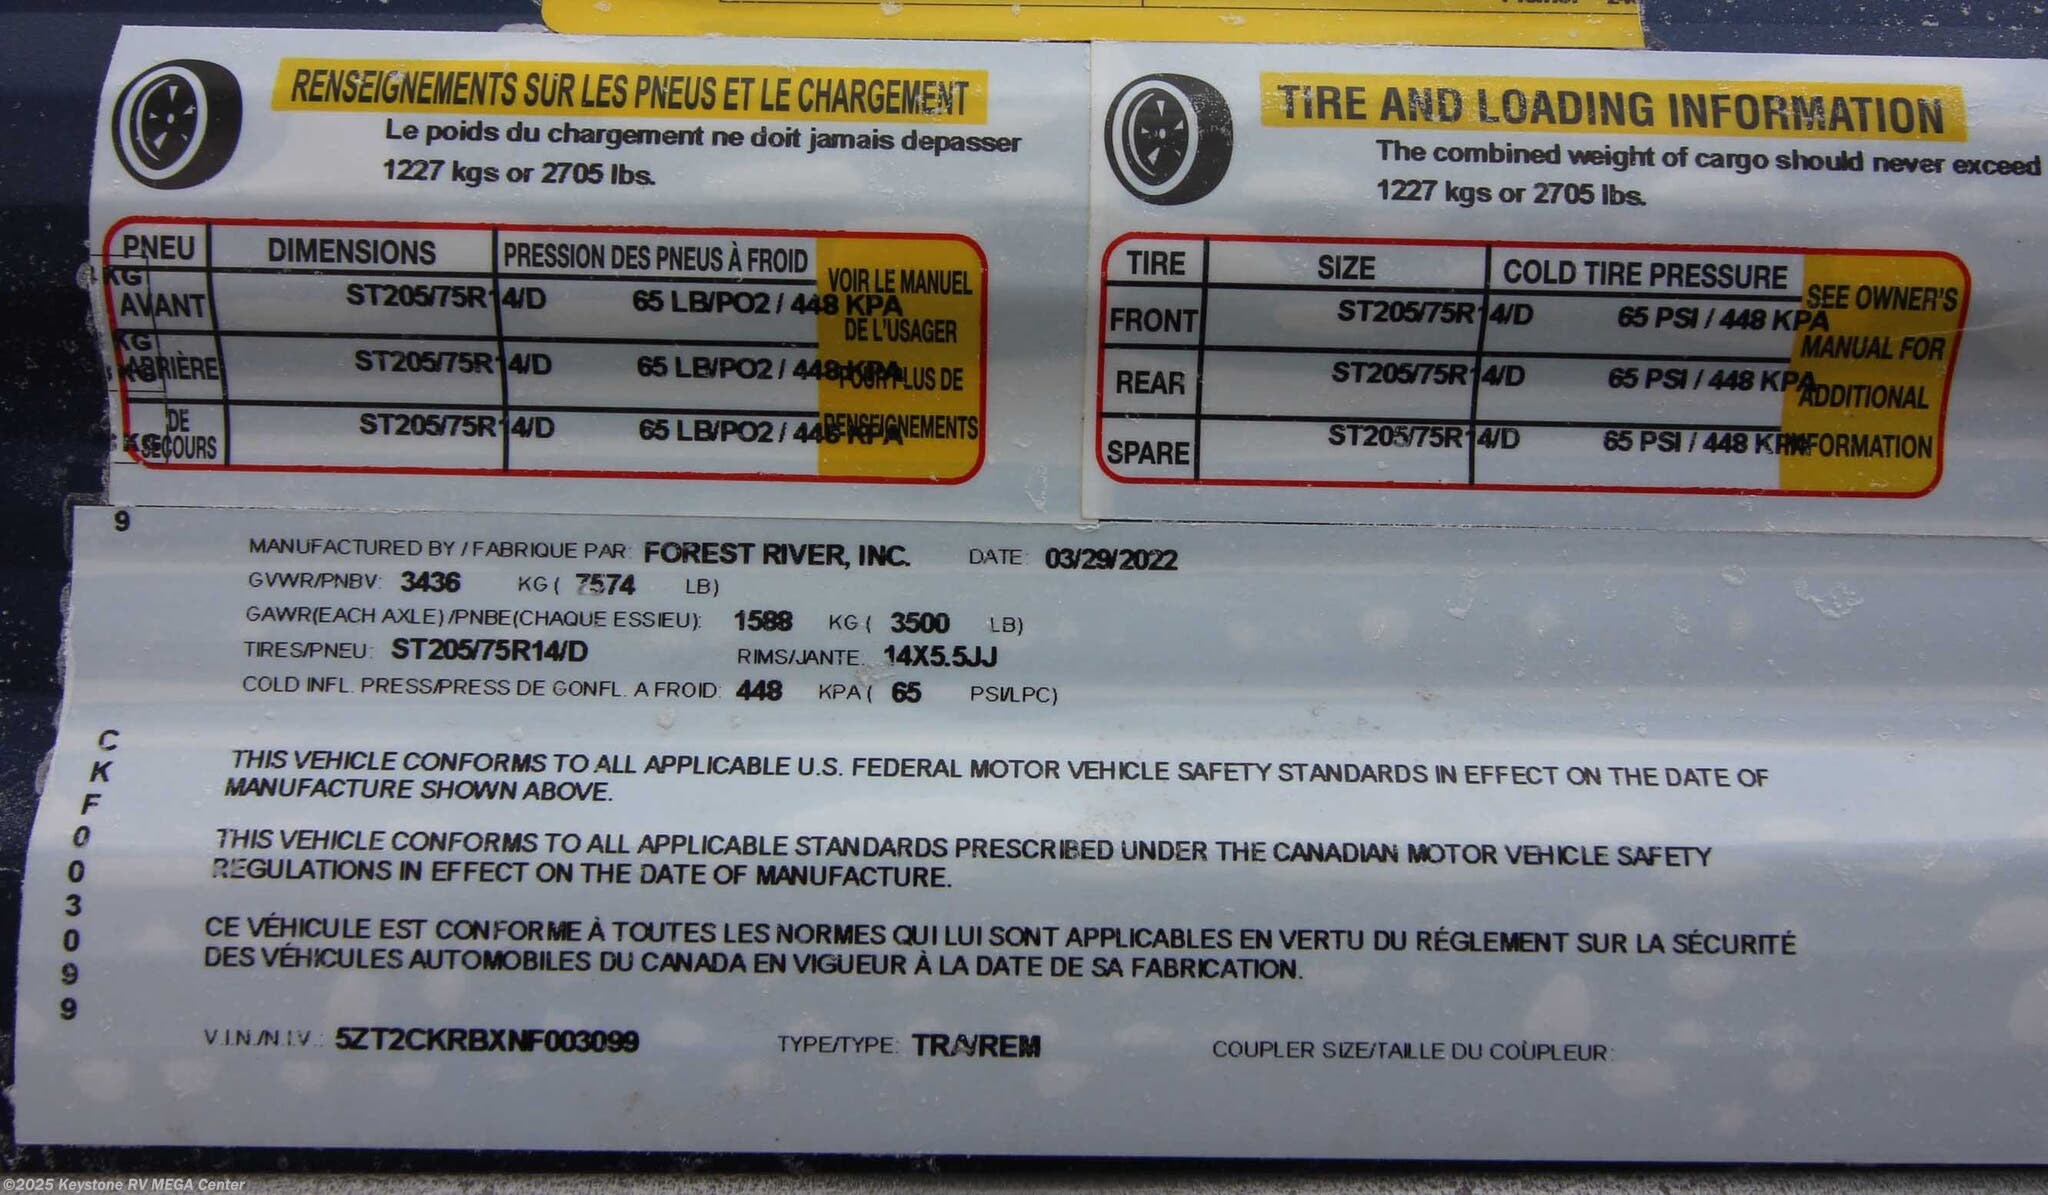 RENSEIGNEMENTS SUR LES PNEUS ET LE CHARGEMENT
Le poids du chargement ne doit jamais depasser
1227 kgs or 2705 lbs.
PNEU DIMENSIONS PRESSION DES PNEUS À FROID
AVANT ST205/75R14/D 65 LB/PO2 / 448 KPA
ARRIÈRE ST205/75R14/D 65 LB/PO2 / 448 KPA
DE SECOURS ST205/75R14/D 65 LB/PO2 / 448 KPA
VOIR LE MANUEL
DE L'USAGER
POUR PLUS DE
RENSEIGNEMENTS
KG
KG
KG
KG
TIRE AND LOADING INFORMATION
The combined weight of cargo should never exceed
1227 kgs or 2705 lbs.
TIRE SIZE COLD TIRE PRESSURE
FRONT ST205/75R14/D 65 PSI / 448 KPA
REAR ST205/75R14/D 65 PSI / 448 KPA
SPARE ST205/75R14/D 65 PSI / 448 KPA
SEE OWNER'S
MANUAL FOR
ADDITIONAL
INFORMATION
9
MANUFACTURED BY / FABRIQUE PAR: FOREST RIVER, INC. DATE: 03/29/2022
GVWR/PNBV: 3436 KG ( 7574 LB)
GAWR(EACH AXLE)/PNBE(CHAQUE ESSIEU): 1588 KG ( 3500 LB)
TIRES/PNEU: ST205/75R14/D RIMS/JANTE: 14X5.5JJ
COLD INFL. PRESS/PRESS DE GONFL. A FROID: 448 KPA ( 65 PSI/LPC)
CKF003099
THIS VEHICLE CONFORMS TO ALL APPLICABLE U.S. FEDERAL MOTOR VEHICLE SAFETY STANDARDS IN EFFECT ON THE DATE OF
MANUFACTURE SHOWN ABOVE.
THIS VEHICLE CONFORMS TO ALL APPLICABLE STANDARDS PRESCRIBED UNDER THE CANADIAN MOTOR VEHICLE SAFETY
REGULATIONS IN EFFECT ON THE DATE OF MANUFACTURE.
CE VÉHICULE EST CONFORME À TOUTES LES NORMES QUI LUI SONT APPLICABLES EN VERTU DU RÉGLEMENT SUR LA SÉCURITÉ
DES VÉHICULES AUTOMOBILES DU CANADA EN VIGUEUR À LA DATE DE SA FABRICATION.
V.I.N./N.I.V.: 5ZT2CKRBXNF003099 TYPE/TYPE: TRA/REM COUPLER SIZE/TAILLE DU COÙPLEUR:
©2025 Keystone RV MEGA Center